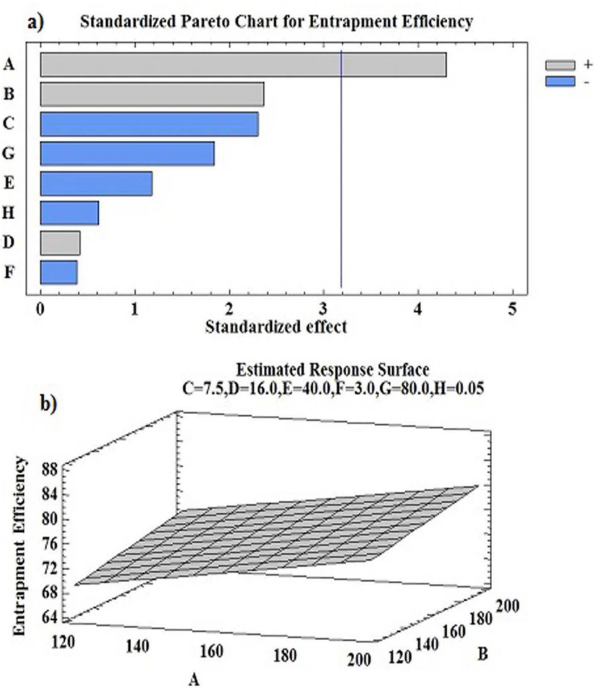 a)
Standardized Pareto Chart for Entrapment Efficiency
A
B
C
G
E
H
D
F
+
-
0 1 2 3 4 5
Standardized effect
b)
Estimated Response Surface
C=7.5,D=16.0,E=40.0,F=3.0,G=80.0,H=0.05
Entrapment Efficiency
88
84
80
76
72
68
64
120 140 160 180 200
A
120 140 160 180 200
B